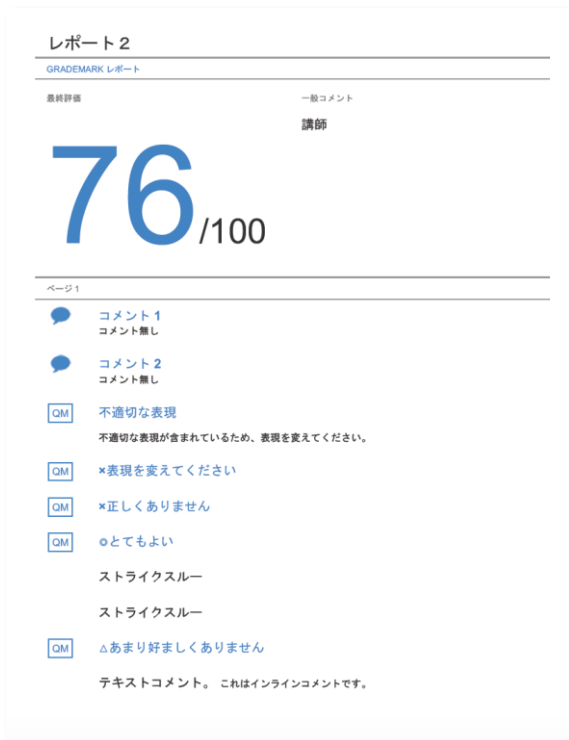 レポート 2
GRADEMARK レポート
最終評価
一般コメント
講師
76/100
ページ 1
コメント 1
コメント無し
コメント 2
コメント無し
QM 不適切な表現
不適切な表現が含まれているため、表現を変えてください。
QM ×表現を変えてください
QM ×正しくありません
QM ◎とてもよい
ストライクスルー
ストライクスルー
QM △あまり好ましくありません
テキストコメント。 これはインラインコメントです。